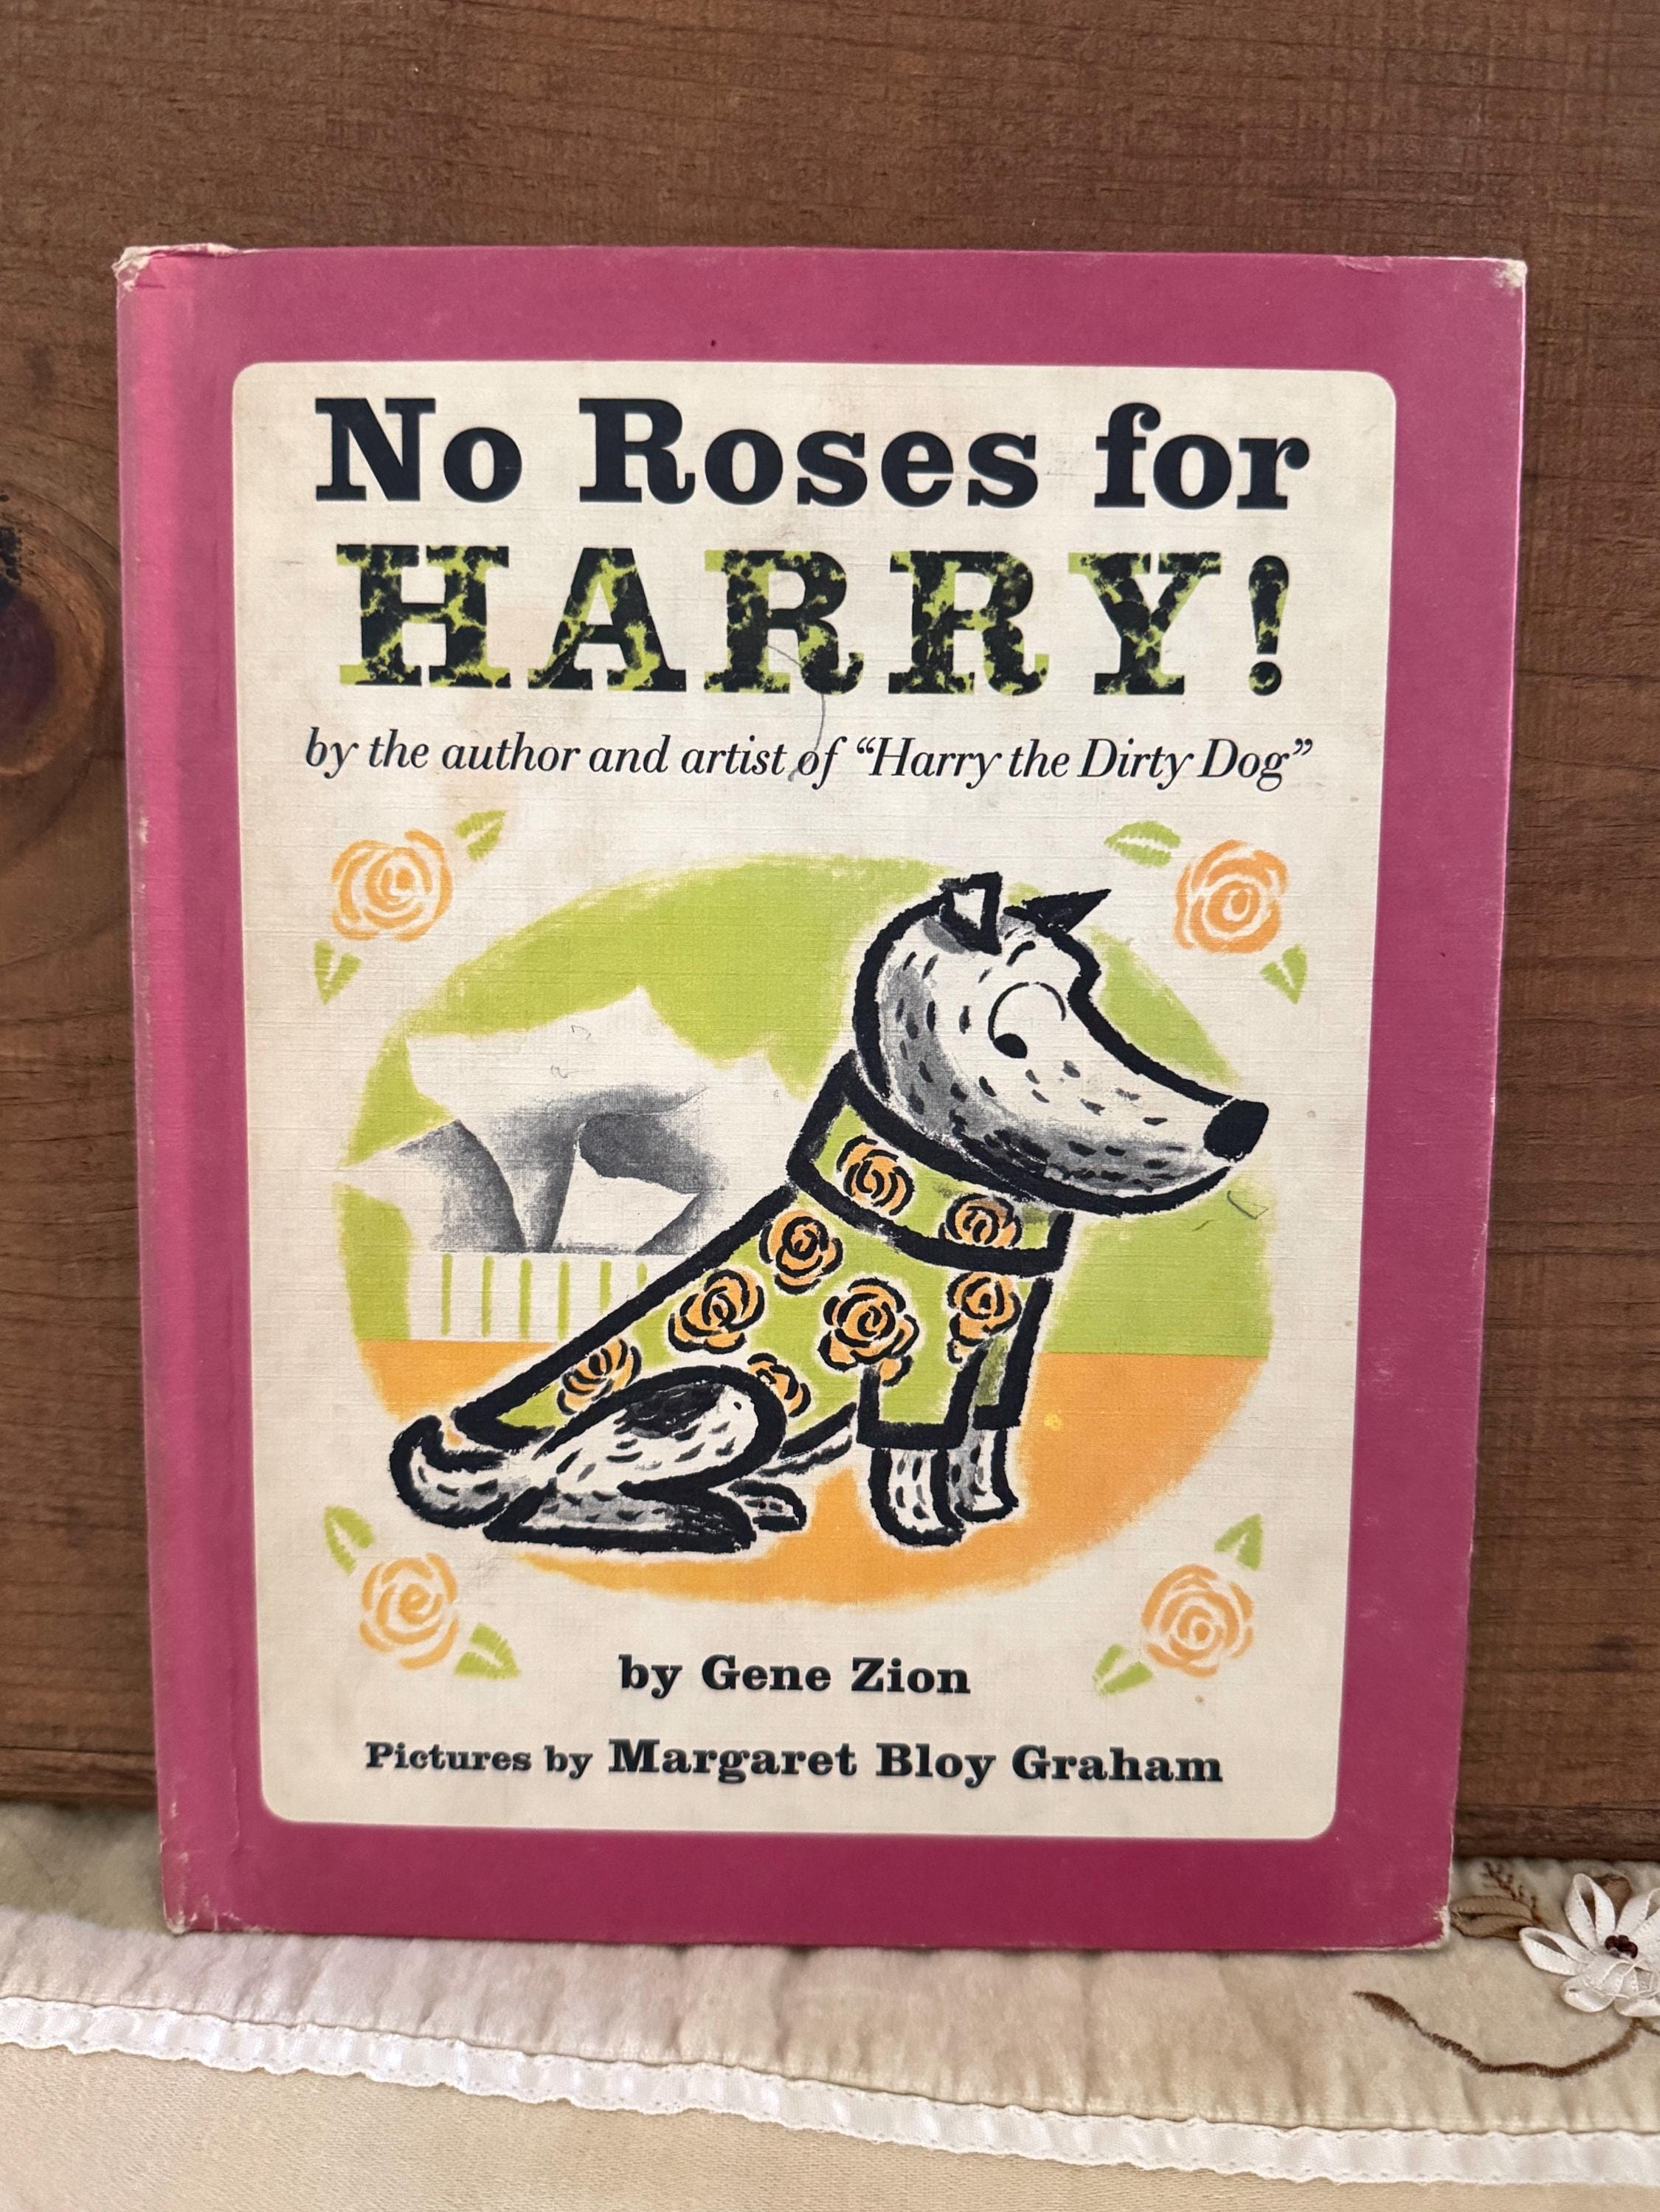 No Roses for
HARRY!
by the author and artist of “Harry the Dirty Dog”
by Gene Zion
Pictures by Margaret Bloy Graham